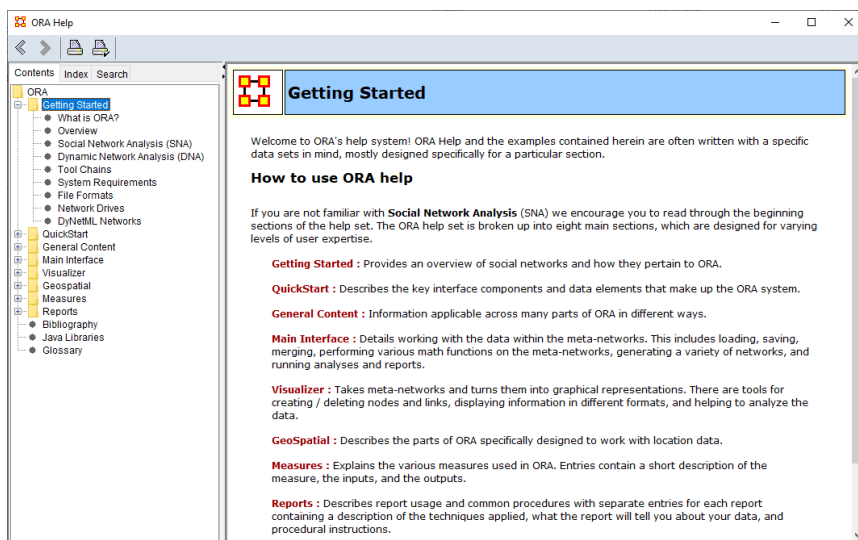 ORA Help
Contents Index Search
ORA
Getting Started
What is ORA?
Overview
Social Network Analysis (SNA)
Dynamic Network Analysis (DNA)
Tool Chains
System Requirements
File Formats
Network Drives
DyNetML Networks
QuickStart
General Content
Main Interface
Visualizer
Geospatial
Measures
Reports
Bibliography
Java Libraries
Glossary
Getting Started
Welcome to ORA's help system! ORA Help and the examples contained herein are often written with a specific
data sets in mind, mostly designed specifically for a particular section.
How to use ORA help
If you are not familiar with Social Network Analysis (SNA) we encourage you to read through the beginning
sections of the help set. The ORA help set is broken up into eight main sections, which are designed for varying
levels of user expertise.
Getting Started : Provides an overview of social networks and how they pertain to ORA.
QuickStart : Describes the key interface components and data elements that make up the ORA system.
General Content : Information applicable across many parts of ORA in different ways.
Main Interface : Details working with the data within the meta-networks. This includes loading, saving,
merging, performing various math functions on the meta-networks, generating a variety of networks, and
running analyses and reports.
Visualizer : Takes meta-networks and turns them into graphical representations. There are tools for
creating / deleting nodes and links, displaying information in different formats, and helping to analyze the
data.
GeoSpatial : Describes the parts of ORA specifically designed to work with location data.
Measures : Explains the various measures used in ORA. Entries contain a short description of the
measure, the inputs, and the outputs.
Reports : Describes report usage and common procedures with separate entries for each report
containing a description of the techniques applied, what the report will tell you about your data, and
procedural instructions.